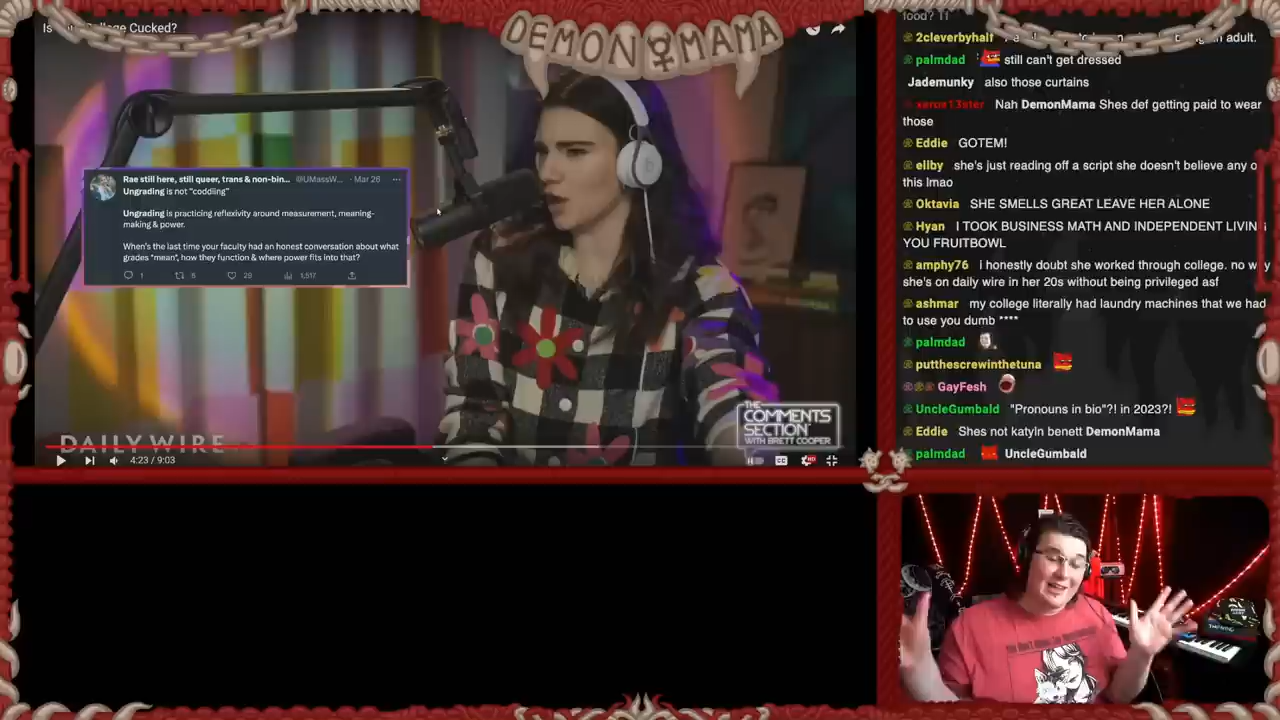 Cucked?
DEMON MAMA
Rae still here, still queer, trans & non-bin... @UMassW... · Mar 26 ...
Ungrading is not "coddling"
Ungrading is practicing reflexivity around measurement, meaning-
making & power.
When's the last time your faculty had an honest conversation about what
grades "mean", how they function & where power fits into that?
1 6 29 1,517
DAILY WIRE
THE
COMMENTS
SECTION
WITH BRETT COOPER
4:23 / 9:03
food? 11
2cleverbyhalf adult.
palmdad still can't get dressed
Jademunky also those curtains
xerox13ster Nah DemonMama Shes def getting paid to wear
those
Eddie GOTEM!
eliby she's just reading off a script she doesn't believe any o
this lmao
Oktavia SHE SMELLS GREAT LEAVE HER ALONE
Hyan I TOOK BUSINESS MATH AND INDEPENDENT LIVIN
YOU FRUITBOWL
amphy76 i honestly doubt she worked through college. no w
she's on daily wire in her 20s without being privileged asf
ashmar my college literally had laundry machines that we had
to use you dumb ****
palmdad
putthescrewinthetuna
GayFesh
UncleGumbald "Pronouns in bio"?! in 2023?!
Eddie Shes not katyln benett DemonMama
palmdad UncleGumbald